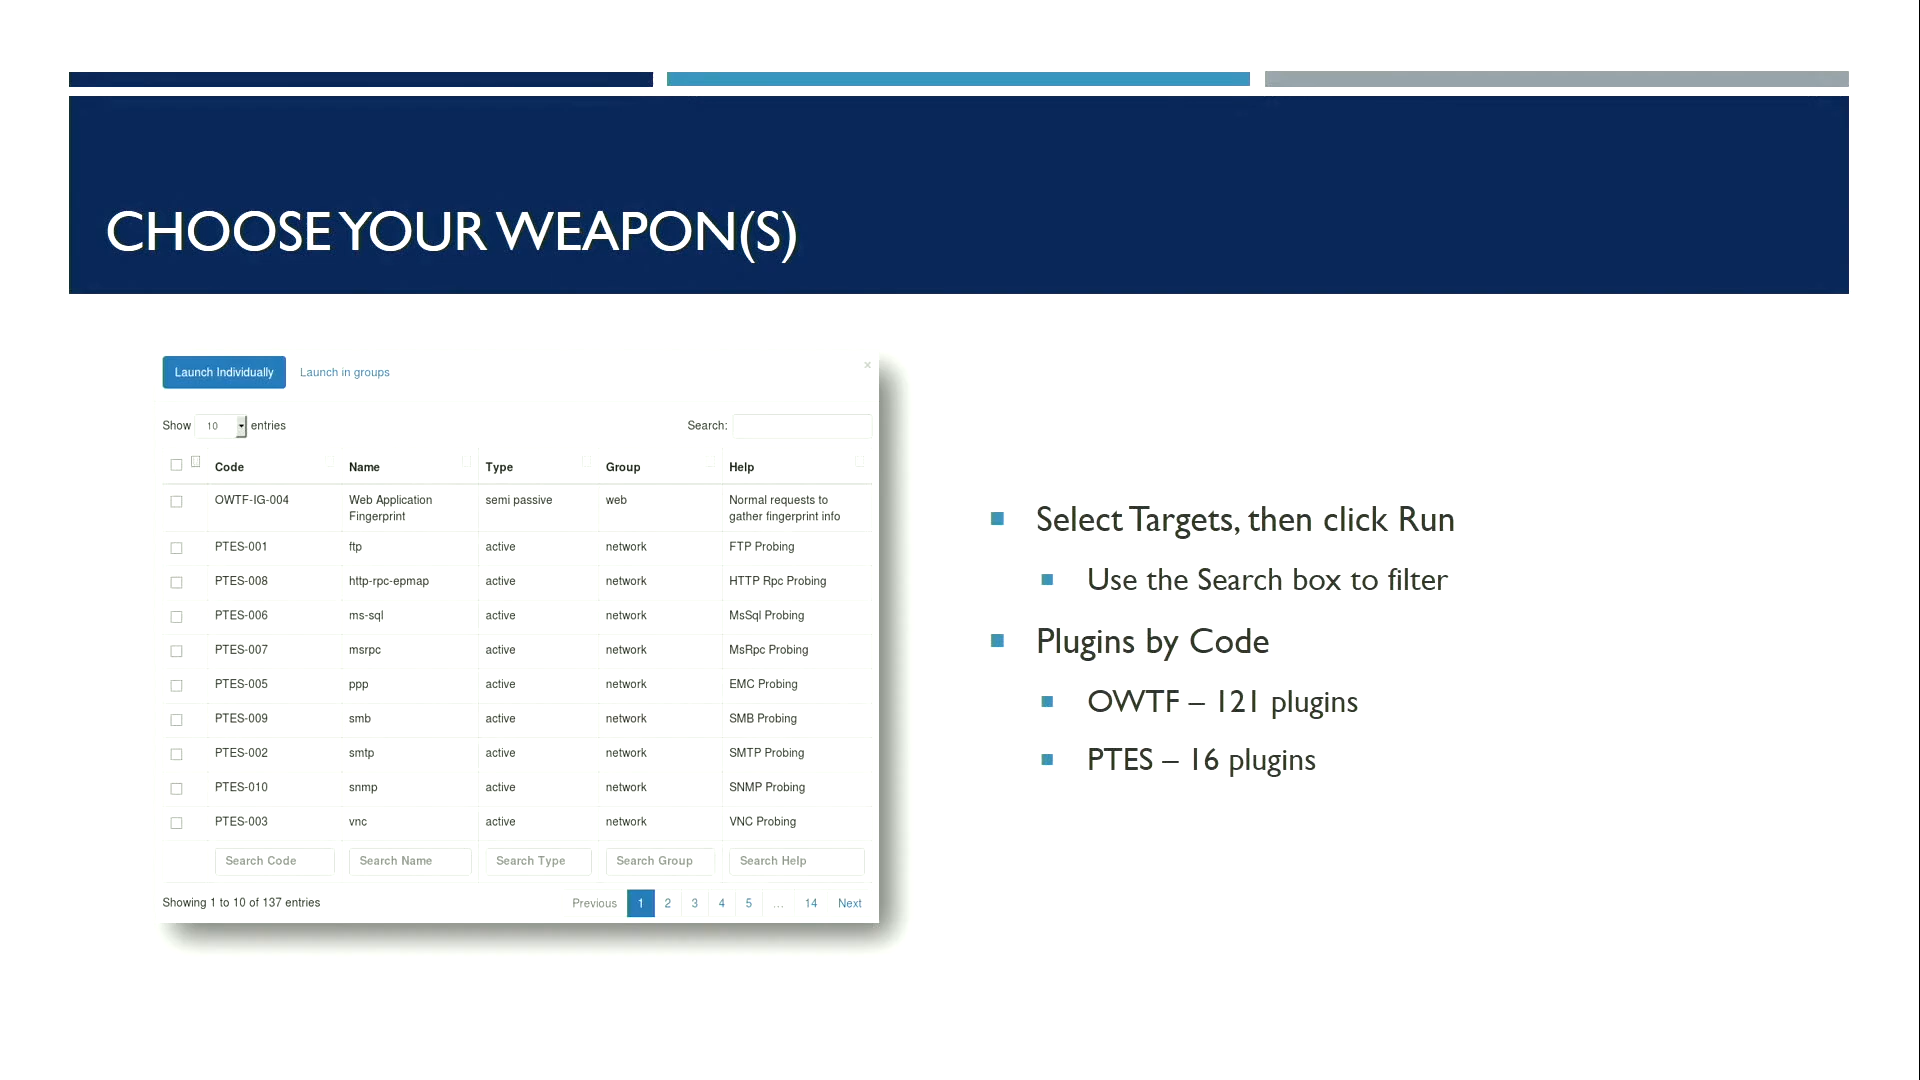 CHOOSE YOUR WEAPON(S)
Launch Individually Launch in groups ×
Show 10 entries Search:
Code Name Type Group Help
OWTF-IG-004 Web Application Fingerprint semi passive web Normal requests to gather fingerprint info
PTES-001 ftp active network FTP Probing
PTES-008 http-rpc-epmap active network HTTP Rpc Probing
PTES-006 ms-sql active network MsSql Probing
PTES-007 msrpc active network MsRpc Probing
PTES-005 ppp active network EMC Probing
PTES-009 smb active network SMB Probing
PTES-002 smtp active network SMTP Probing
PTES-010 snmp active network SNMP Probing
PTES-003 vnc active network VNC Probing
Search Code Search Name Search Type Search Group Search Help
Showing 1 to 10 of 137 entries Previous 1 2 3 4 5 ... 14 Next
Select Targets, then click Run
Use the Search box to filter
Plugins by Code
OWTF – 121 plugins
PTES – 16 plugins